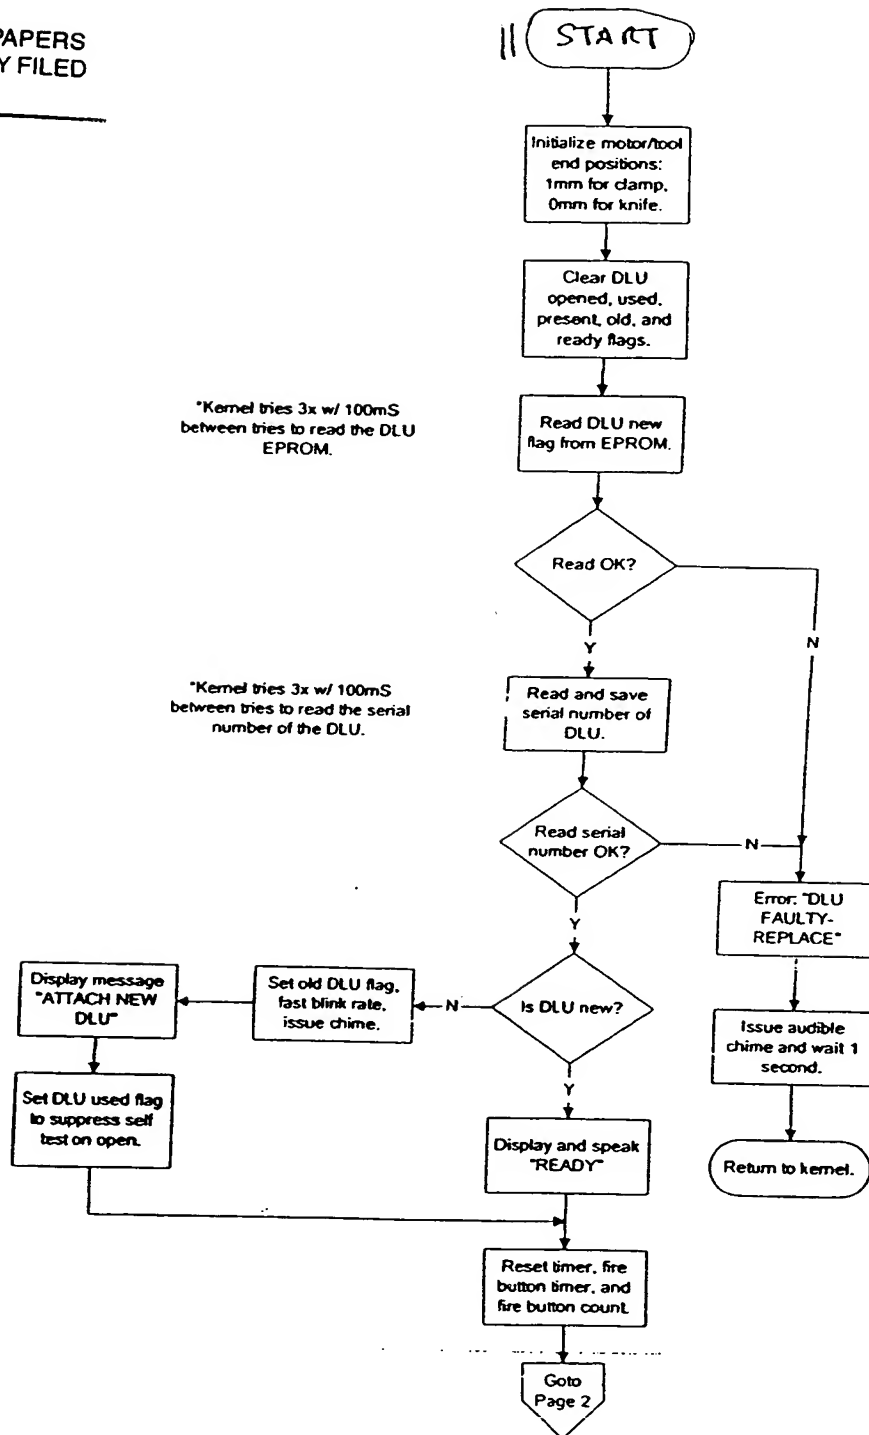 PAPERS
Y FILED
11 START
Initialize motor/tool
end positions:
1mm for clamp,
0mm for knife.
Clear DLU
opened, used,
present, old, and
ready flags.
"Kernel tries 3x w/ 100mS
between tries to read the DLU
EPROM.
Read DLU new
flag from EPROM.
Read OK?
N
Y
"Kernel tries 3x w/ 100mS
between tries to read the serial
number of the DLU.
Read and save
serial number of
DLU.
Read serial
number OK?
N
Y
Error: "DLU
FAULTY-
REPLACE"
Display message
"ATTACH NEW
DLU"
Set old DLU flag,
fast blink rate,
issue chime.
N
Is DLU new?
Y
Issue audible
chime and wait 1
second.
Set DLU used flag
to suppress self
test on open.
Display and speak
"READY"
Return to kernel.
Reset timer, fire
button timer, and
fire button count.
Goto
Page 2